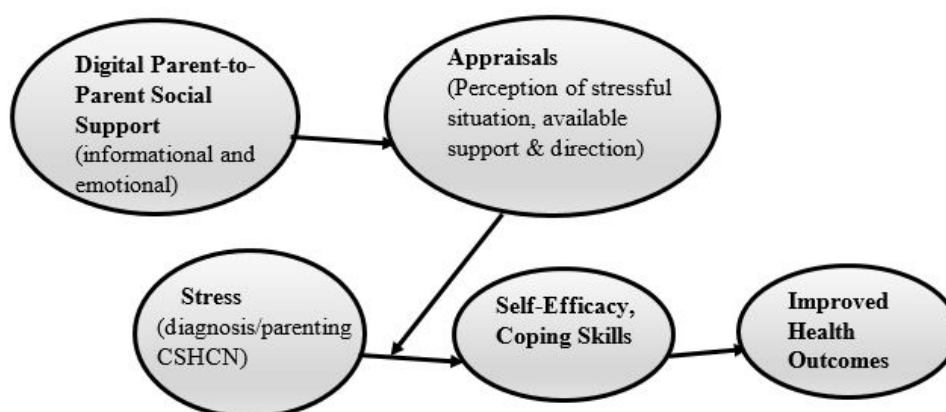 Digital Parent-to-
Parent Social
Support
(informational and
emotional)
Appraisals
(Perception of stressful
situation, available
support & direction)
Stress
(diagnosis/parenting
CSHCN)
Self-Efficacy,
Coping Skills
Improved
Health
Outcomes